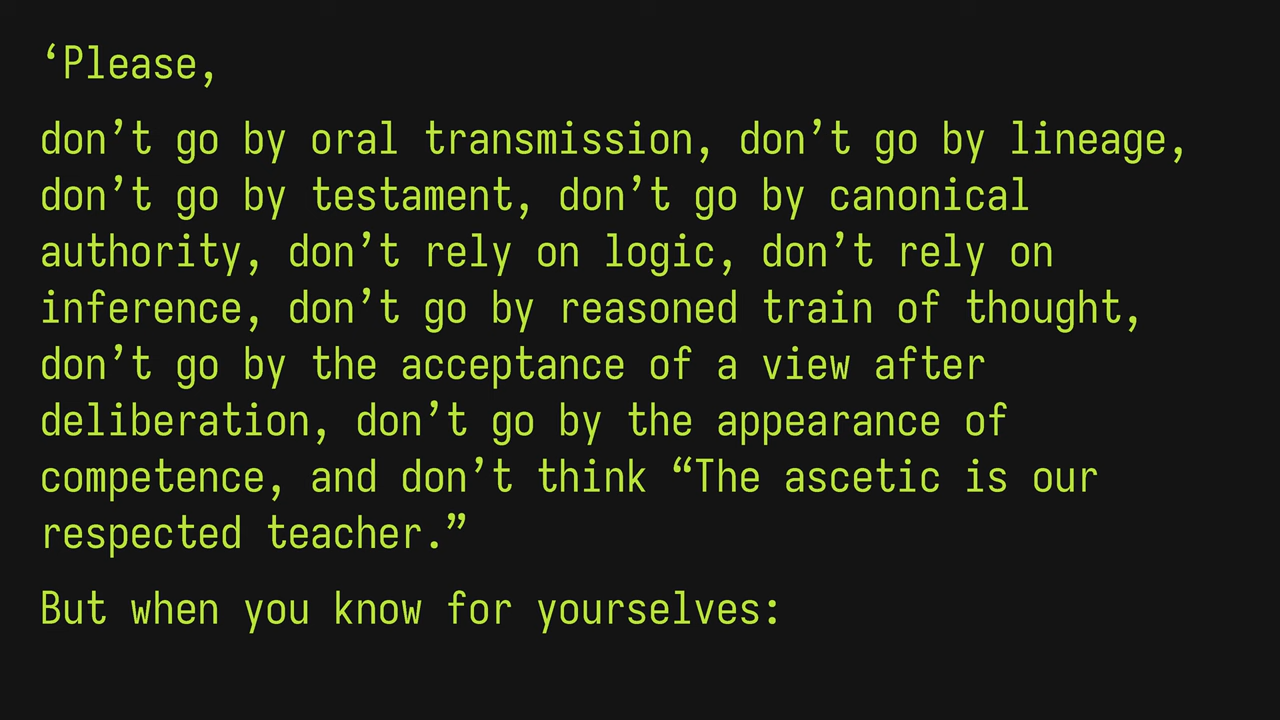 ‘Please,
don’t go by oral transmission, don’t go by lineage,
don’t go by testament, don’t go by canonical
authority, don’t rely on logic, don’t rely on
inference, don’t go by reasoned train of thought,
don’t go by the acceptance of a view after
deliberation, don’t go by the appearance of
competence, and don’t think “The ascetic is our
respected teacher.”
But when you know for yourselves: